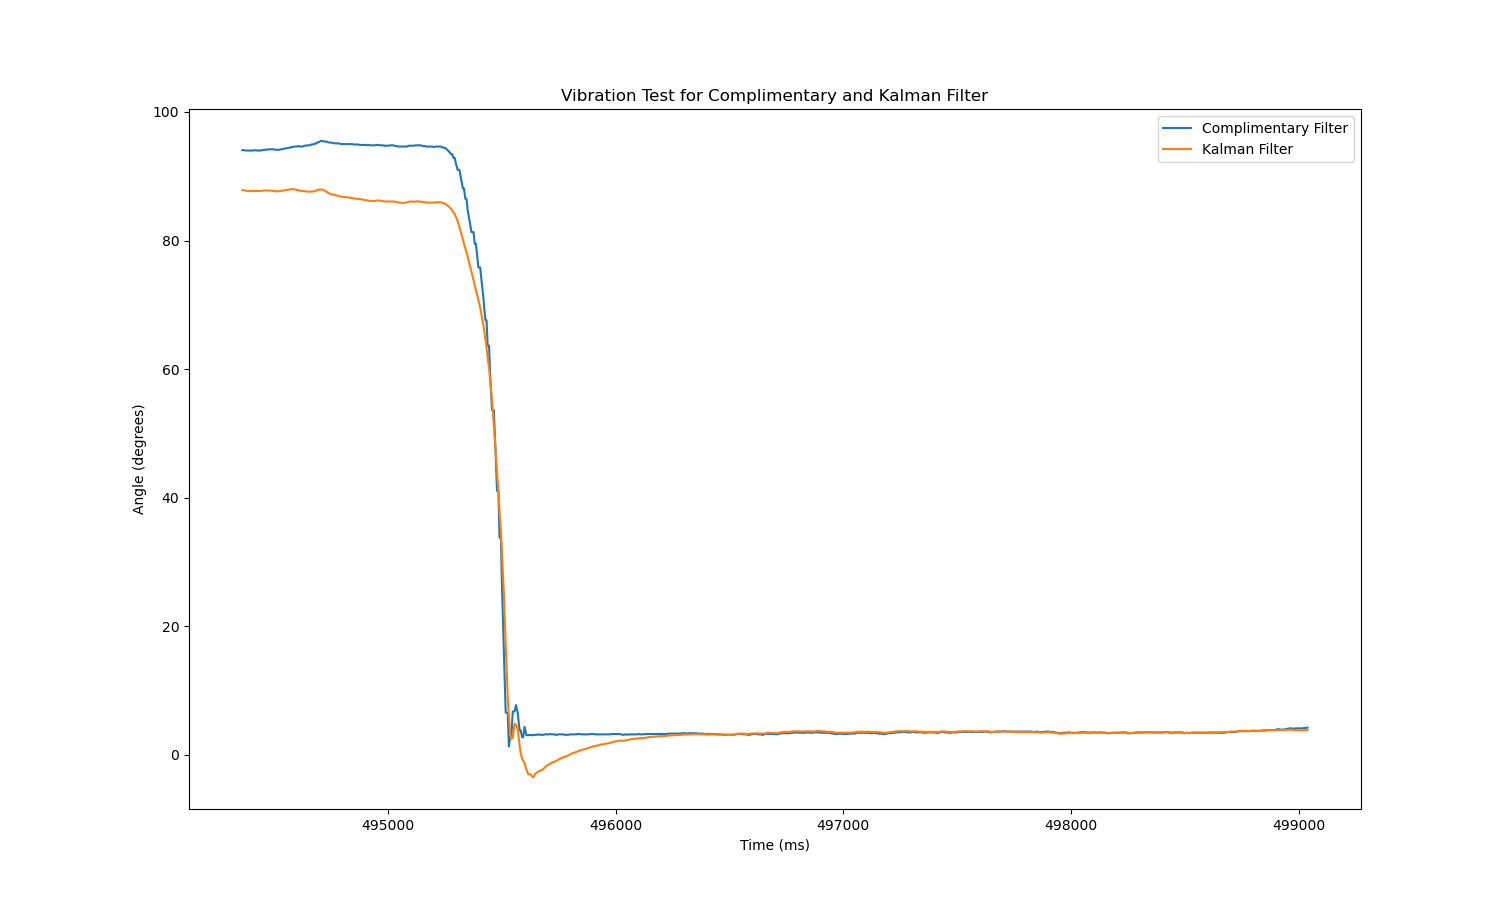 Vibration Test for Complimentary and Kalman Filter
Complimentary Filter
Kalman Filter
100
80
60
40
20
0
Angle (degrees)
495000
496000
497000
498000
499000
Time (ms)